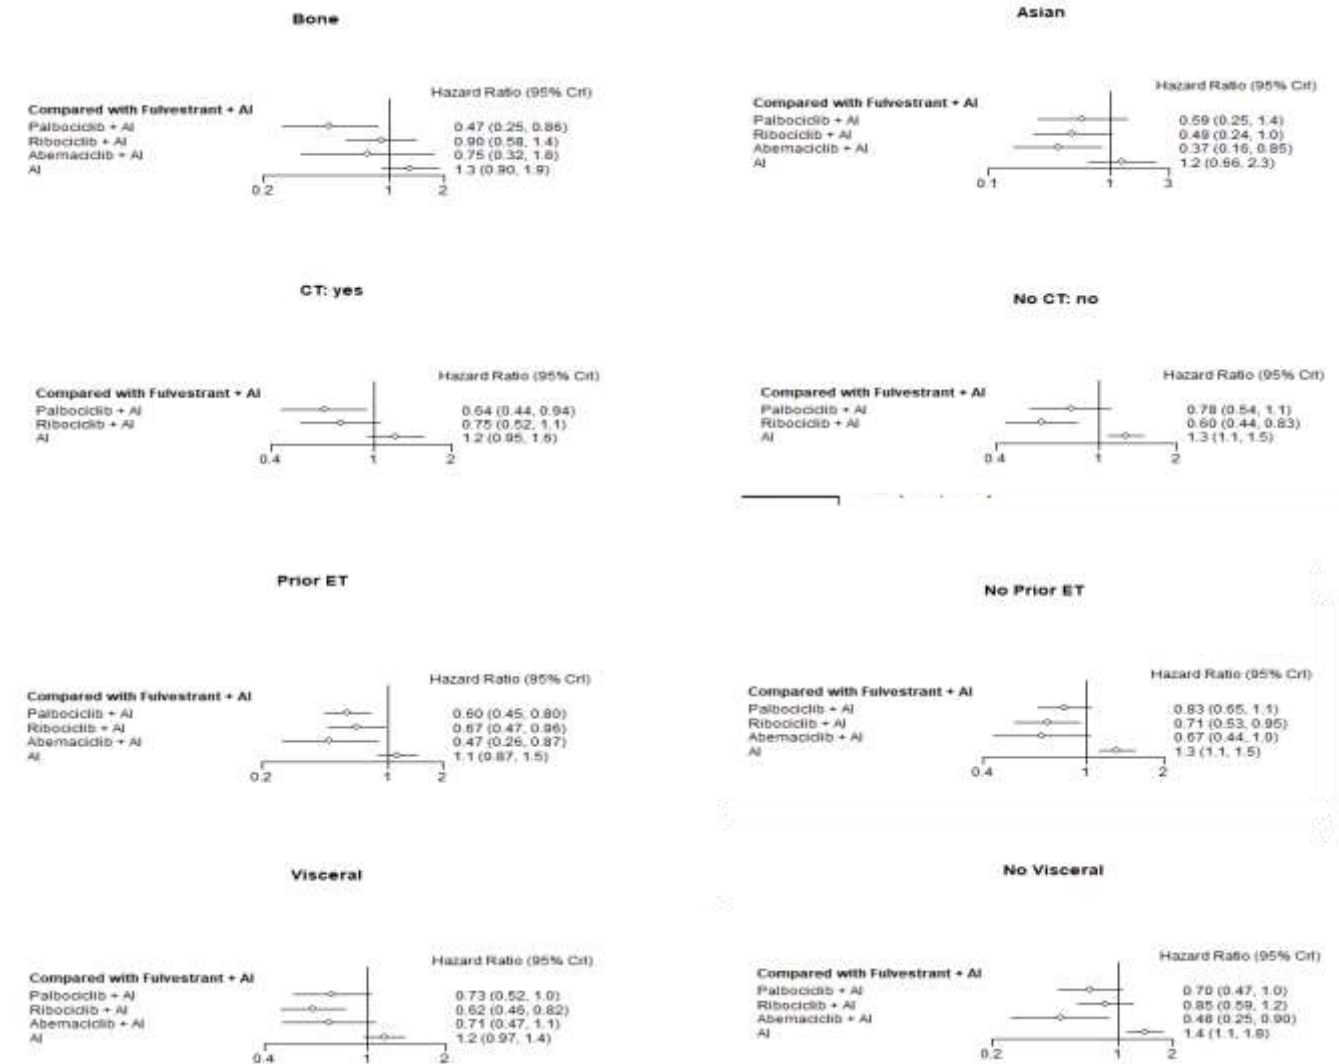 Bone
Hazard Ratio (95% CrI)
Compared with Fulvestrant + AI
Palbociclib + AI 0.47 (0.25, 0.86)
Ribociclib + AI 0.90 (0.58, 1.4)
Abemaciclib + AI 0.75 (0.32, 1.8)
AI 1.3 (0.90, 1.9)
0.2 1 2
Asian
Hazard Ratio (95% CrI)
Compared with Fulvestrant + AI
Palbociclib + AI 0.59 (0.25, 1.4)
Ribociclib + AI 0.49 (0.24, 1.0)
Abemaciclib + AI 0.37 (0.16, 0.85)
AI 1.2 (0.66, 2.3)
0.1 1 3
CT: yes
Hazard Ratio (95% CrI)
Compared with Fulvestrant + AI
Palbociclib + AI 0.64 (0.44, 0.94)
Ribociclib + AI 0.75 (0.52, 1.1)
AI 1.2 (0.95, 1.6)
0.4 1 2
No CT: no
Hazard Ratio (95% CrI)
Compared with Fulvestrant + AI
Palbociclib + AI 0.78 (0.54, 1.1)
Ribociclib + AI 0.60 (0.44, 0.83)
AI 1.3 (1.1, 1.5)
0.4 1 2
Prior ET
Hazard Ratio (95% CrI)
Compared with Fulvestrant + AI
Palbociclib + AI 0.60 (0.45, 0.80)
Ribociclib + AI 0.67 (0.47, 0.96)
Abemaciclib + AI 0.47 (0.26, 0.87)
AI 1.1 (0.87, 1.5)
0.2 1 2
No Prior ET
Hazard Ratio (95% CrI)
Compared with Fulvestrant + AI
Palbociclib + AI 0.83 (0.65, 1.1)
Ribociclib + AI 0.71 (0.53, 0.95)
Abemaciclib + AI 0.67 (0.44, 1.0)
AI 1.3 (1.1, 1.5)
0.4 1 2
Visceral
Hazard Ratio (95% CrI)
Compared with Fulvestrant + AI
Palbociclib + AI 0.73 (0.52, 1.0)
Ribociclib + AI 0.62 (0.46, 0.82)
Abemaciclib + AI 0.71 (0.47, 1.1)
AI 1.2 (0.97, 1.4)
0.4 1 2
No Visceral
Hazard Ratio (95% CrI)
Compared with Fulvestrant + AI
Palbociclib + AI 0.70 (0.47, 1.0)
Ribociclib + AI 0.85 (0.59, 1.2)
Abemaciclib + AI 0.48 (0.25, 0.90)
AI 1.4 (1.1, 1.8)
0.2 1 2